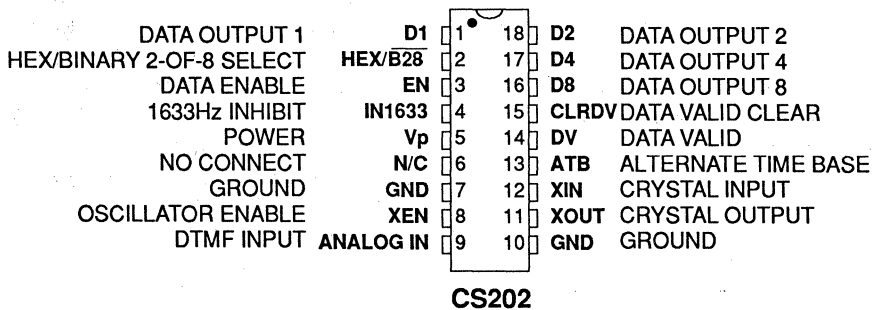 DATA OUTPUT 1 D1 1 18 D2 DATA OUTPUT 2
HEX/BINARY 2-OF-8 SELECT HEX/B28 2 17 D4 DATA OUTPUT 4
DATA ENABLE EN 3 16 D8 DATA OUTPUT 8
1633Hz INHIBIT IN1633 4 15 CLRDV DATA VALID CLEAR
POWER Vp 5 14 DV DATA VALID
NO CONNECT N/C 6 13 ATB ALTERNATE TIME BASE
GROUND GND 7 12 XIN CRYSTAL INPUT
OSCILLATOR ENABLE XEN 8 11 XOUT CRYSTAL OUTPUT
DTMF INPUT ANALOG IN 9 10 GND GROUND
CS202